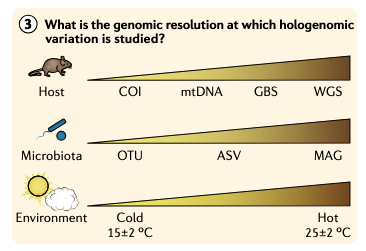 3 What is the genomic resolution at which hologenomic
variation is studied?
Host COI mtDNA GBS WGS
Microbiota OTU ASV MAG
Environment Cold Hot
15±2 ºC 25±2 ºC